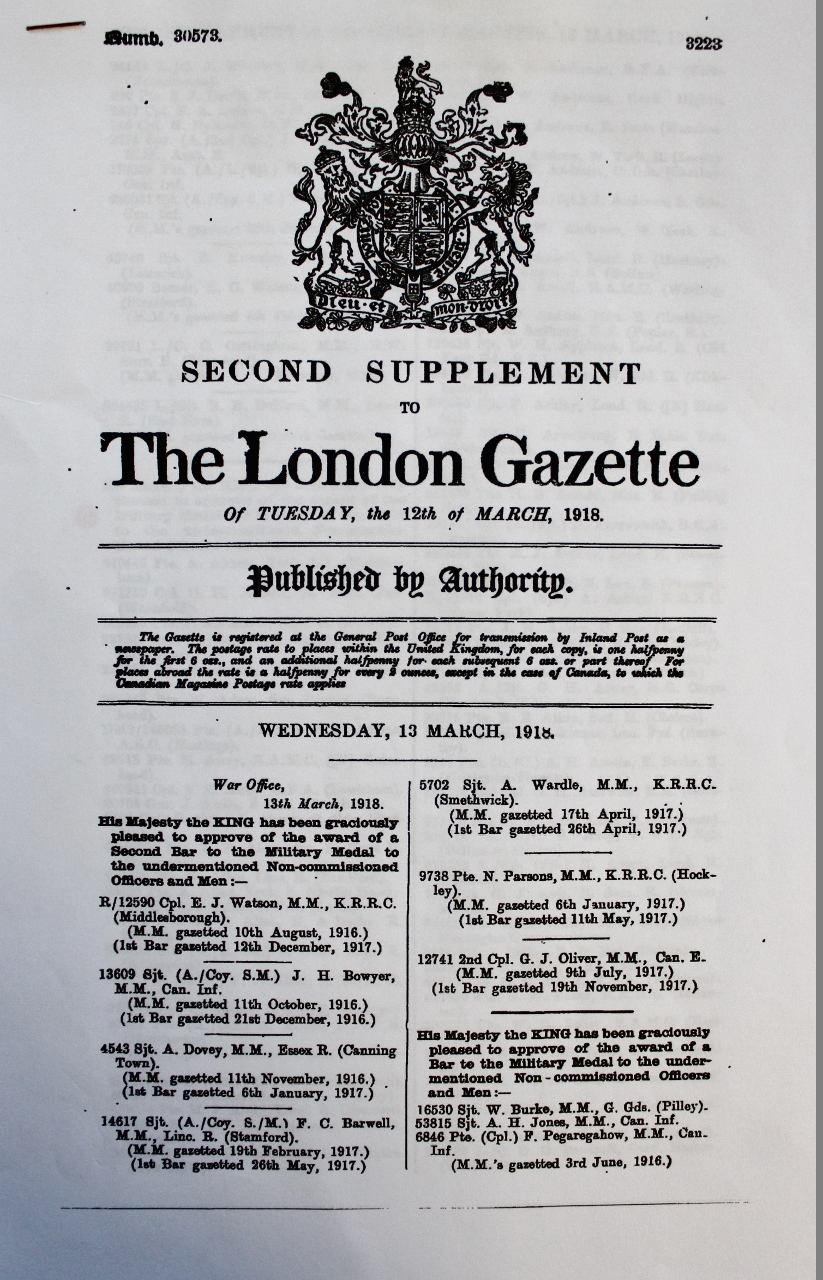 Numb. 30573.
3223
Dieu et mon droit
SECOND SUPPLEMENT
TO
The London Gazette
Of TUESDAY, the 12th of MARCH, 1918.
Published by Authority.
The Gazette is registered at the General Post Office for transmission by Inland Post as a
newspaper. The postage rate to places within the United Kingdom, for each copy, is one halfpenny
for the first 6 ozs., and an additional halfpenny for each subsequent 6 ozs. or part thereof. For
places abroad the rate is a halfpenny for every 2 ounces, except in the case of Canada, to which the
Canadian Magazine Postage rate applies
WEDNESDAY, 13 MARCH, 1918.
War Office,
13th March, 1918.
His Majesty the KING has been graciously
pleased to approve of the award of a
Second Bar to the Military Medal to
the undermentioned Non-commissioned
Officers and Men:—
R/12590 Cpl. E. J. Watson, M.M., K.R.R.C.
(Middlesborough).
(M.M. gazetted 10th August, 1916.)
(1st Bar gazetted 12th December, 1917.)
13609 Sjt. (A./Coy. S.M.) J. H. Bowyer,
M.M., Can. Inf.
(M.M. gazetted 11th October, 1916.)
(1st Bar gazetted 21st December, 1916.)
4543 Sjt. A. Dovey, M.M., Essex R. (Canning
Town).
(M.M. gazetted 11th November, 1916.)
(1st Bar gazetted 6th January, 1917.)
14617 Sjt. (A./Coy. S./M.) F. C. Barwell,
M.M., Linc. R. (Stamford).
(M.M. gazetted 19th February, 1917.)
(1st Bar gazetted 26th May, 1917.)
5702 Sjt. A. Wardle, M.M., K.R.R.C.
(Smethwick).
(M.M. gazetted 17th April, 1917.)
(1st Bar gazetted 26th April, 1917.)
9738 Pte. N. Parsons, M.M., K.R.R.C. (Hock-
ley).
(M.M. gazetted 6th January, 1917.)
(1st Bar gazetted 11th May, 1917.)
12741 2nd Cpl. G. J. Oliver, M.M., Can. E.
(M.M. gazetted 9th July, 1917.)
(1st Bar gazetted 19th November, 1917.)
His Majesty the KING has been graciously
pleased to approve of the award of a
Bar to the Military Medal to the under-
mentioned Non-commissioned Officers
and Men:—
16530 Sjt. W. Burke, M.M., G. Gds. (Pilley).
53815 Sjt. A. H. Jones, M.M., Can. Inf.
6846 Pte. (Cpl.) F. Pegaregahow, M.M., Can.
Inf.
(M.M.'s gazetted 3rd June, 1916.)